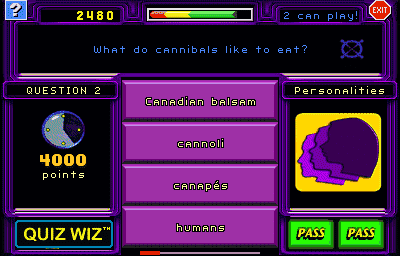 ?
2480
2 can play!
EXIT
What do cannibals like to eat?
QUESTION 2
4000
points
Canadian balsam
cannoli
canapés
humans
Personalities
QUIZ WIZ™
PASS
PASS